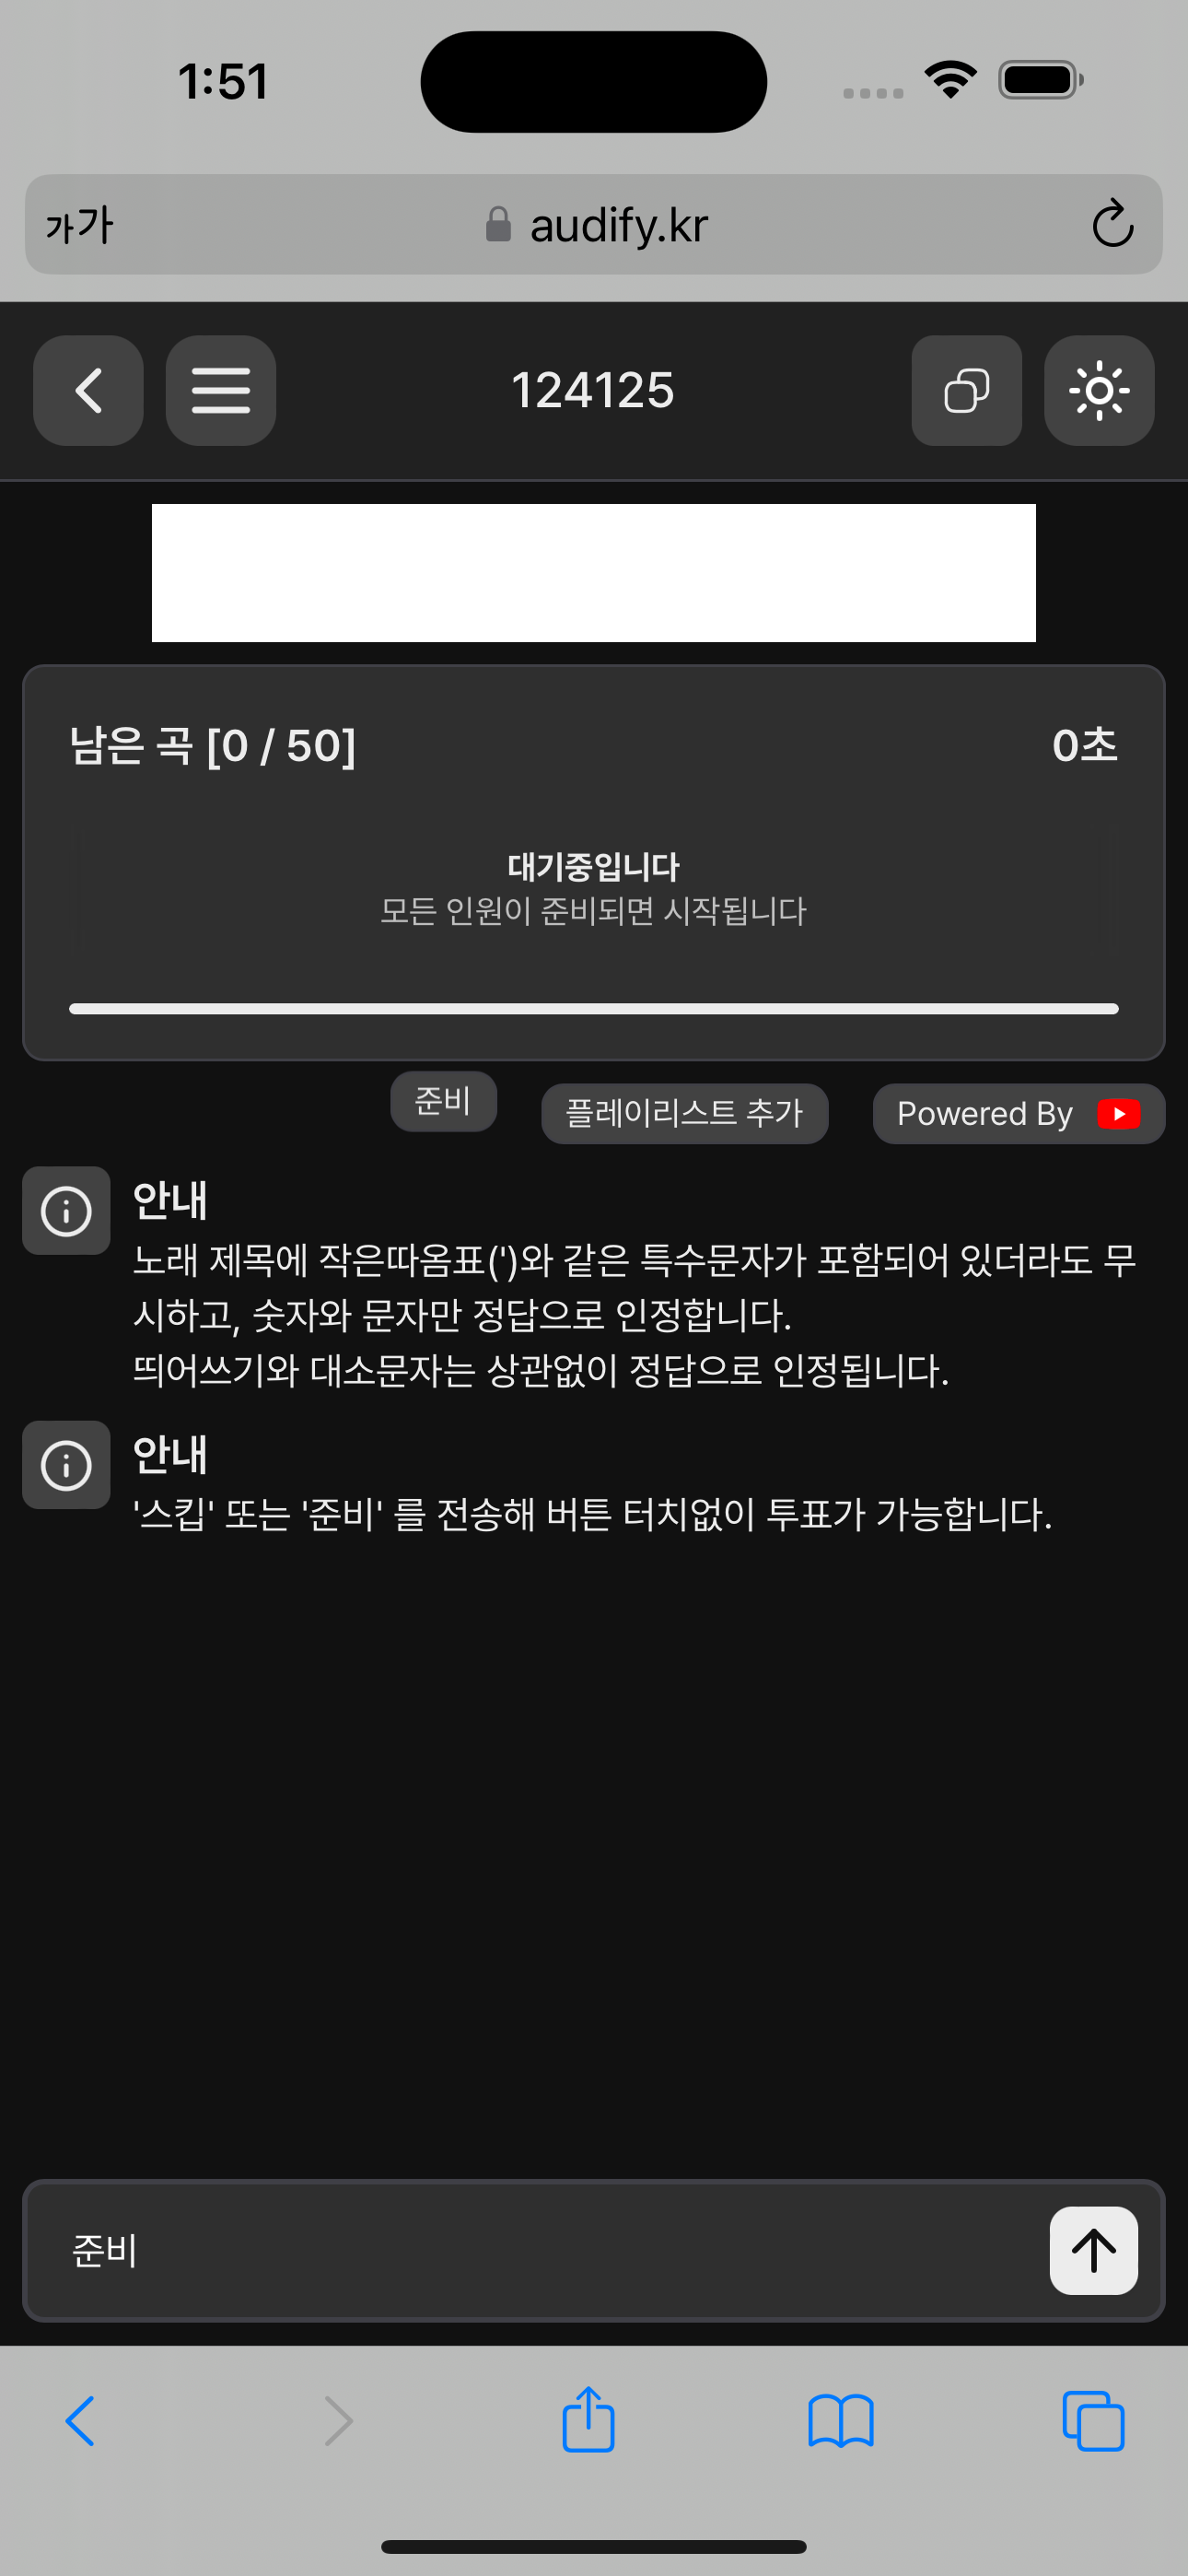 1:51
가가
audify.kr
124125
남은 곡 [0 / 50]
0초
대기중입니다
모든 인원이 준비되면 시작됩니다
준비
플레이리스트 추가
Powered By
안내
노래 제목에 작은따옴표(')와 같은 특수문자가 포함되어 있더라도 무
시하고, 숫자와 문자만 정답으로 인정합니다.
띄어쓰기와 대소문자는 상관없이 정답으로 인정됩니다.
안내
'스킵' 또는 '준비' 를 전송해 버튼 터치없이 투표가 가능합니다.
준비